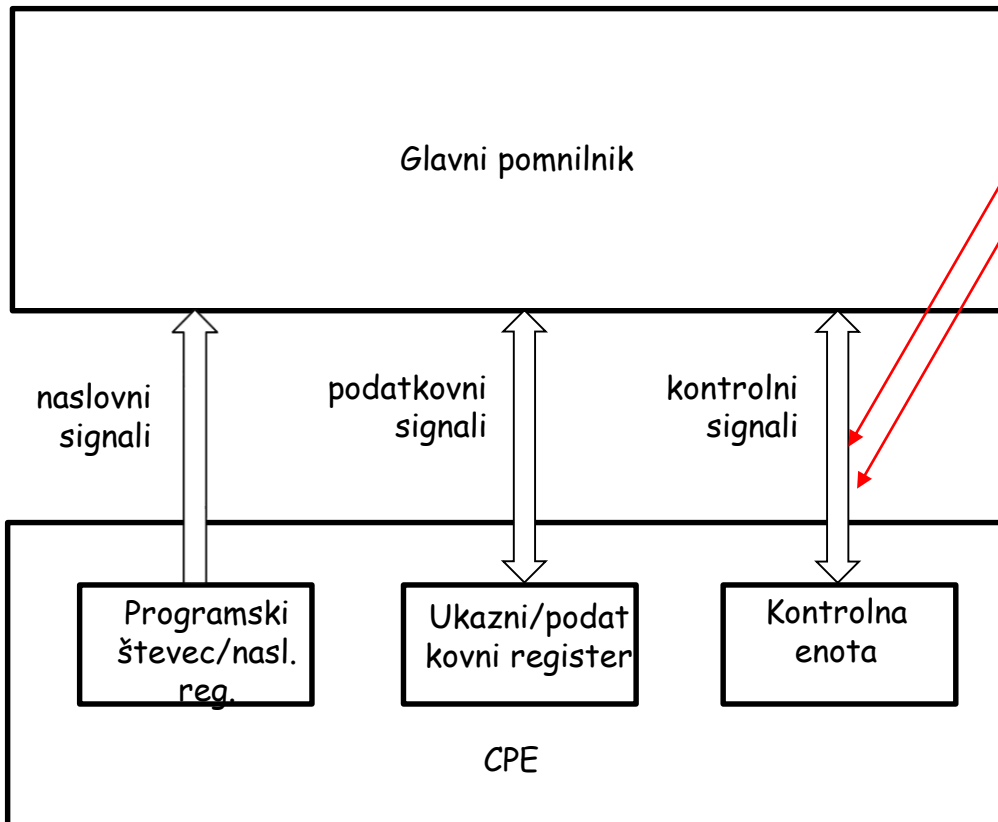 Glavni pomnilnik
naslovni
signali
podatkovni
signali
kontrolni
signali
Programski
števec/nasl.
reg.
Ukazni/podat
kovni register
Kontrolna
enota
CPE